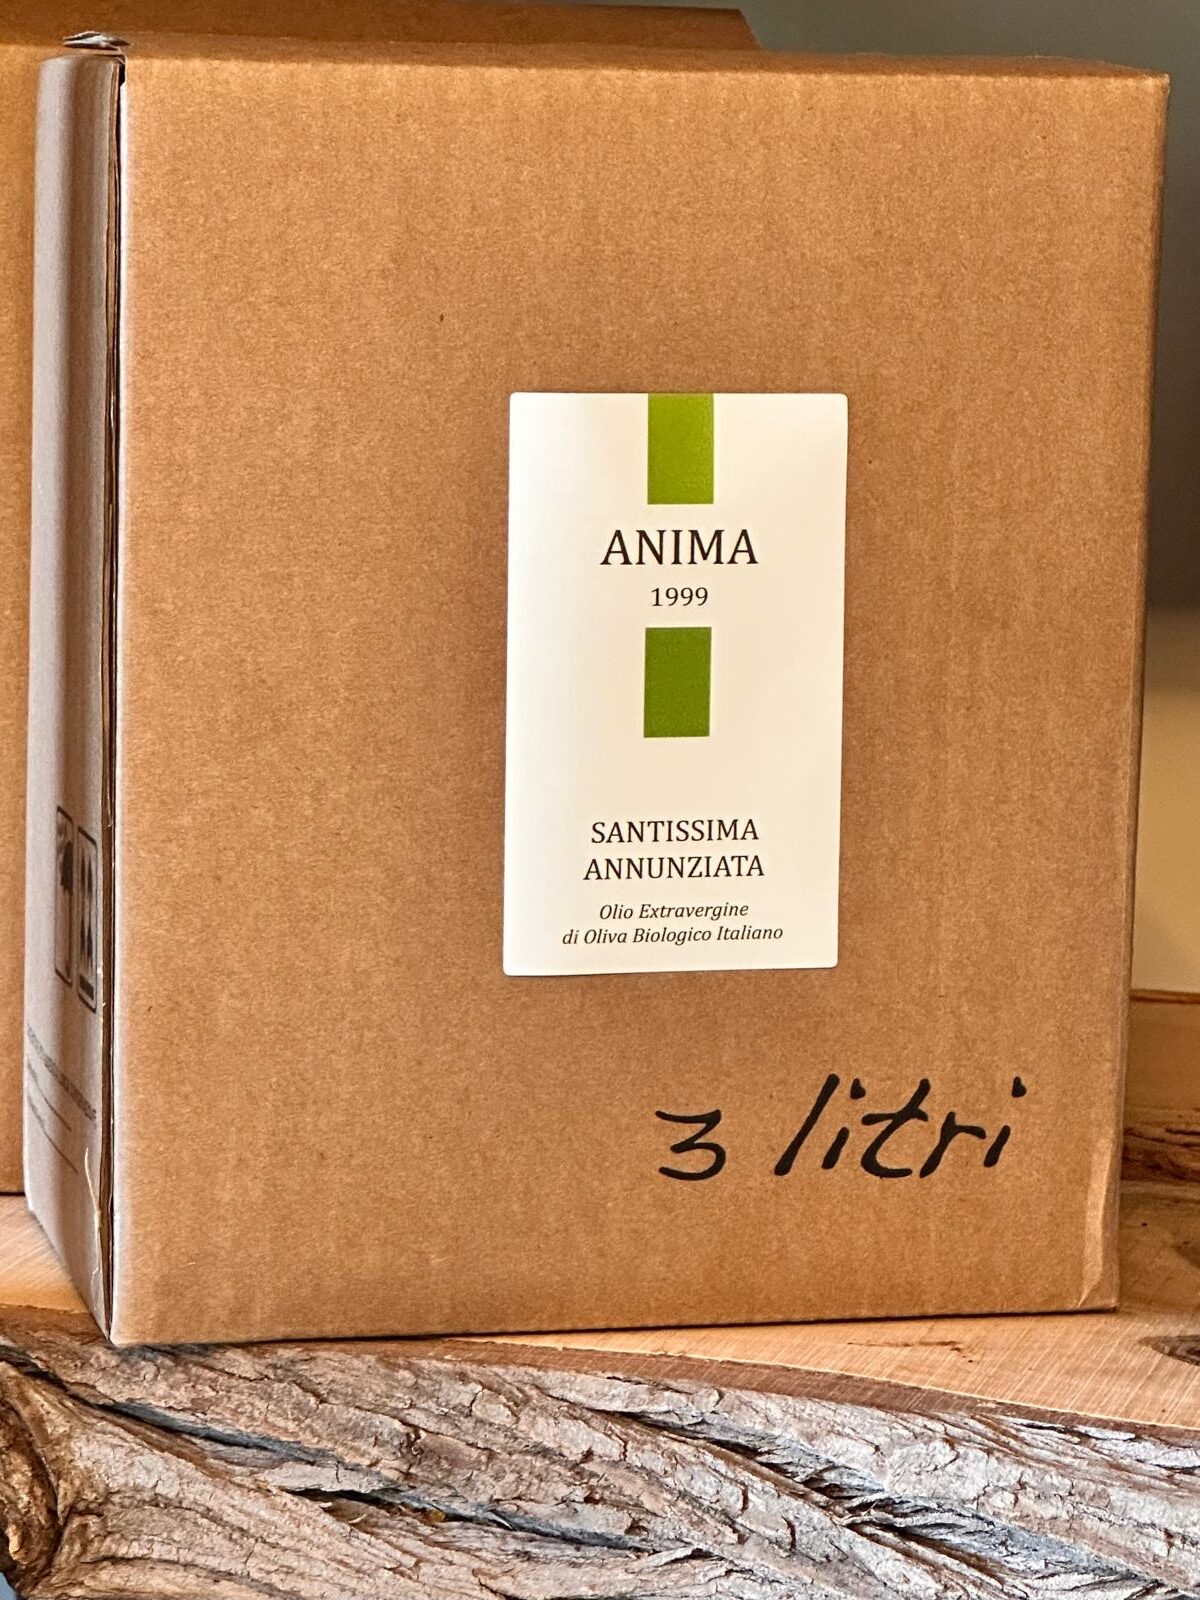 ANIMA
1999
SANTISSIMA
ANNUNZIATA
Olio Extravergine
di Oliva Biologico Italiano
3 litri